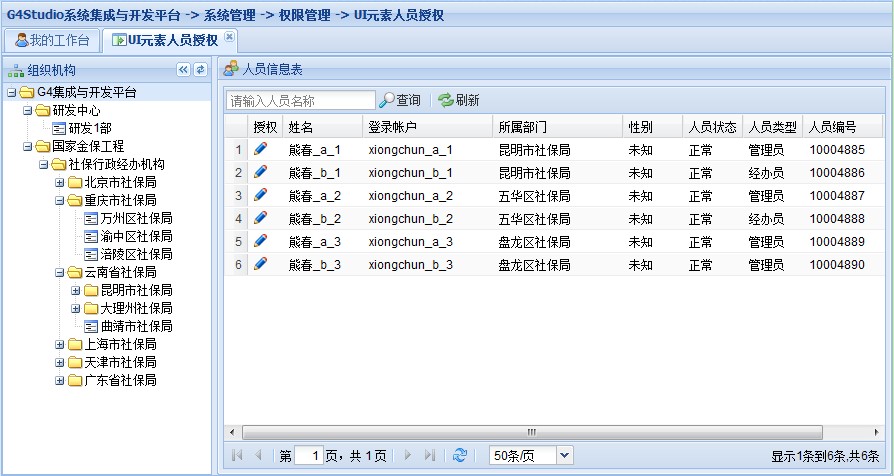 G4Studio系统集成与开发平台 -> 系统管理 -> 权限管理 -> UI元素人员授权
我的工作台 UI元素人员授权
组织机构
G4集成与开发平台
研发中心
研发1部
国家金保工程
社保行政经办机构
北京市社保局
重庆市社保局
万州区社保局
渝中区社保局
涪陵区社保局
云南省社保局
昆明市社保局
大理州社保局
曲靖市社保局
上海市社保局
天津市社保局
广东省社保局
人员信息表
请输入人员名称 查询 刷新
授权 姓名 登录帐户 所属部门 性别 人员状态 人员类型 人员编号
1 熊春_a_1 xiongchun_a_1 昆明市社保局 未知 正常 管理员 10004885
2 熊春_b_1 xiongchun_b_1 昆明市社保局 未知 正常 经办员 10004886
3 熊春_a_2 xiongchun_a_2 五华区社保局 未知 正常 管理员 10004887
4 熊春_b_2 xiongchun_b_2 五华区社保局 未知 正常 经办员 10004888
5 熊春_a_3 xiongchun_a_3 盘龙区社保局 未知 正常 管理员 10004889
6 熊春_b_3 xiongchun_b_3 盘龙区社保局 未知 正常 管理员 10004890
第 1 页，共 1 页 50条/页 显示1条到6条,共6条